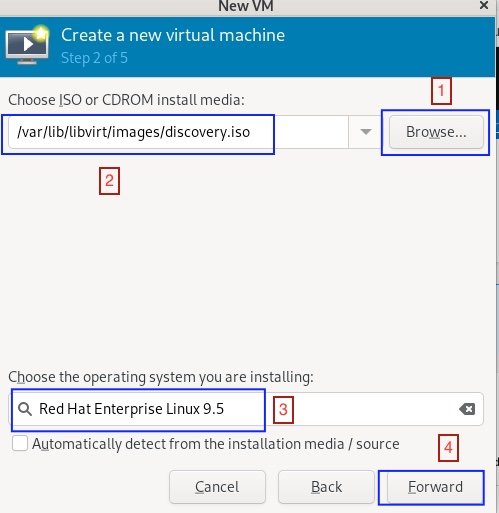 New VM
Create a new virtual machine
Step 2 of 5
1
Choose ISO or CDROM install media:
/var/lib/libvirt/images/discovery.iso
Browse...
2
Choose the operating system you are installing:
Red Hat Enterprise Linux 9.5
3
Automatically detect from the installation media / source
4
Cancel
Back
Forward